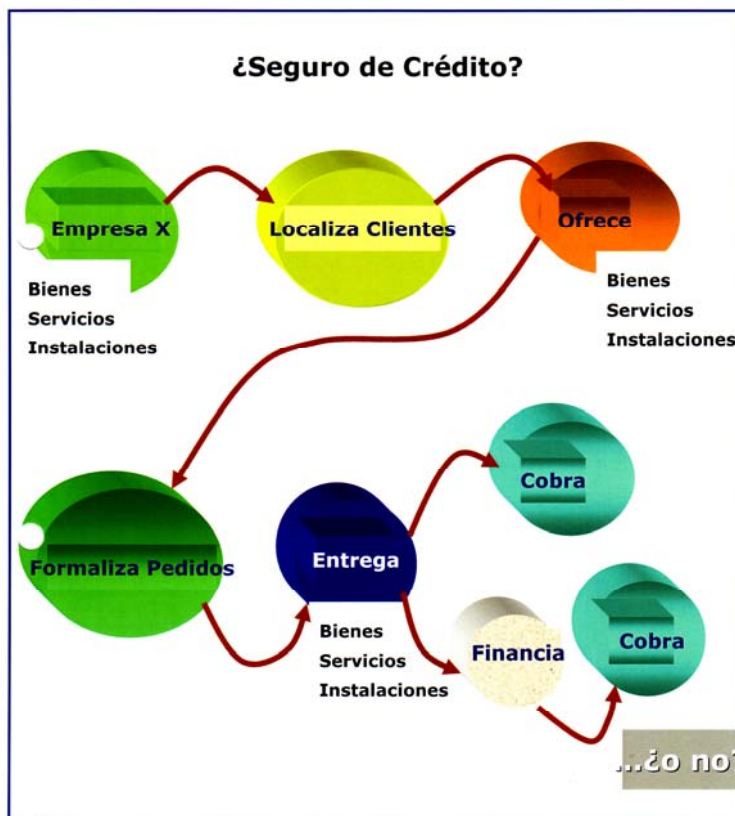 ¿Seguro de Crédito?
Empresa X
Bienes
Servicios
Instalaciones
Localiza Clientes
Ofrece
Bienes
Servicios
Instalaciones
Formaliza Pedidos
Entrega
Bienes
Servicios
Instalaciones
Cobra
Financia
Cobra
...¿o no?